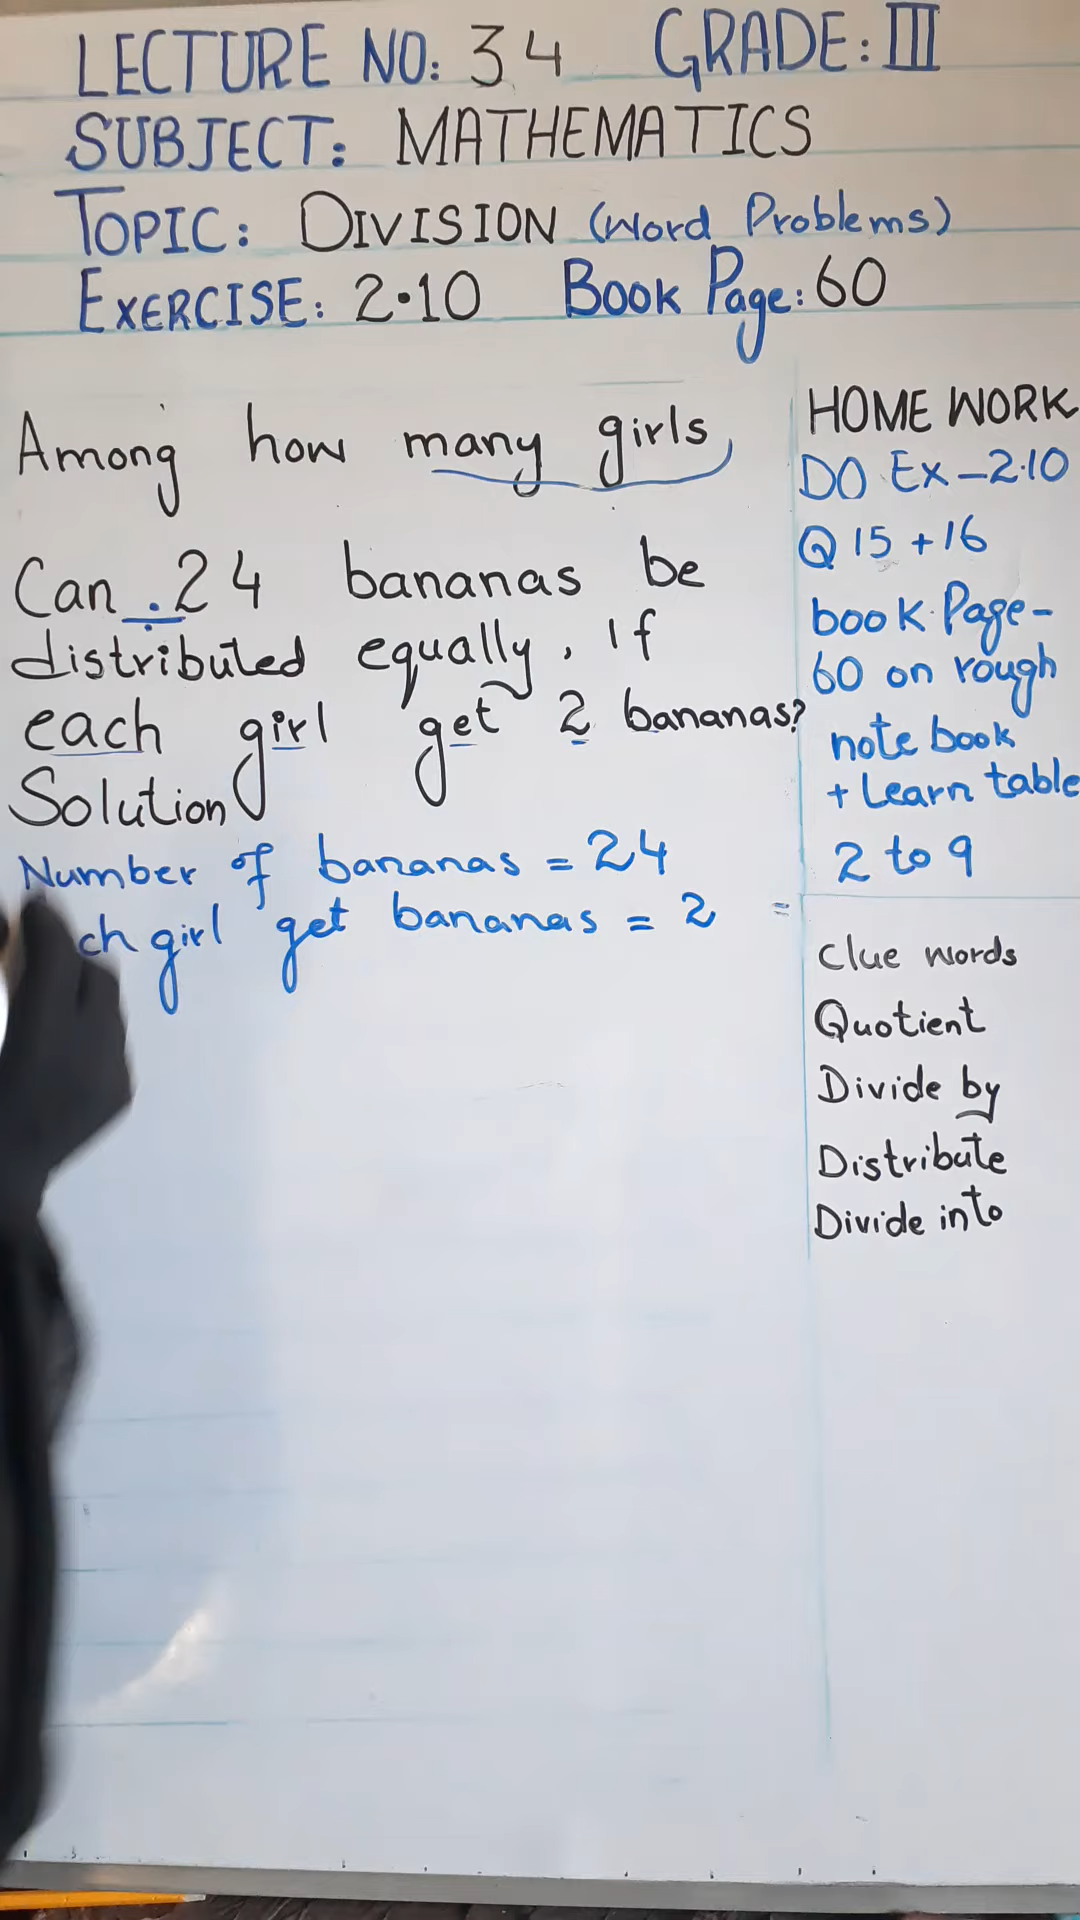 LECTURE NO: 34 GRADE: III
SUBJECT: MATHEMATICS
TOPIC: DIVISION (Word Problems)
EXERCISE: 2.10 Book Page: 60
Among how many girls,
Can 24 bananas be
distributed equally, If
each girl get 2 bananas?
Solution
Number of bananas = 24
ch girl get bananas = 2 =
HOME WORK
DO Ex-2.10
Q 15 + 16
book Page-
60 on rough
note book
+ Learn table
2 to 9
Clue words
Quotient
Divide by
Distribute
Divide into